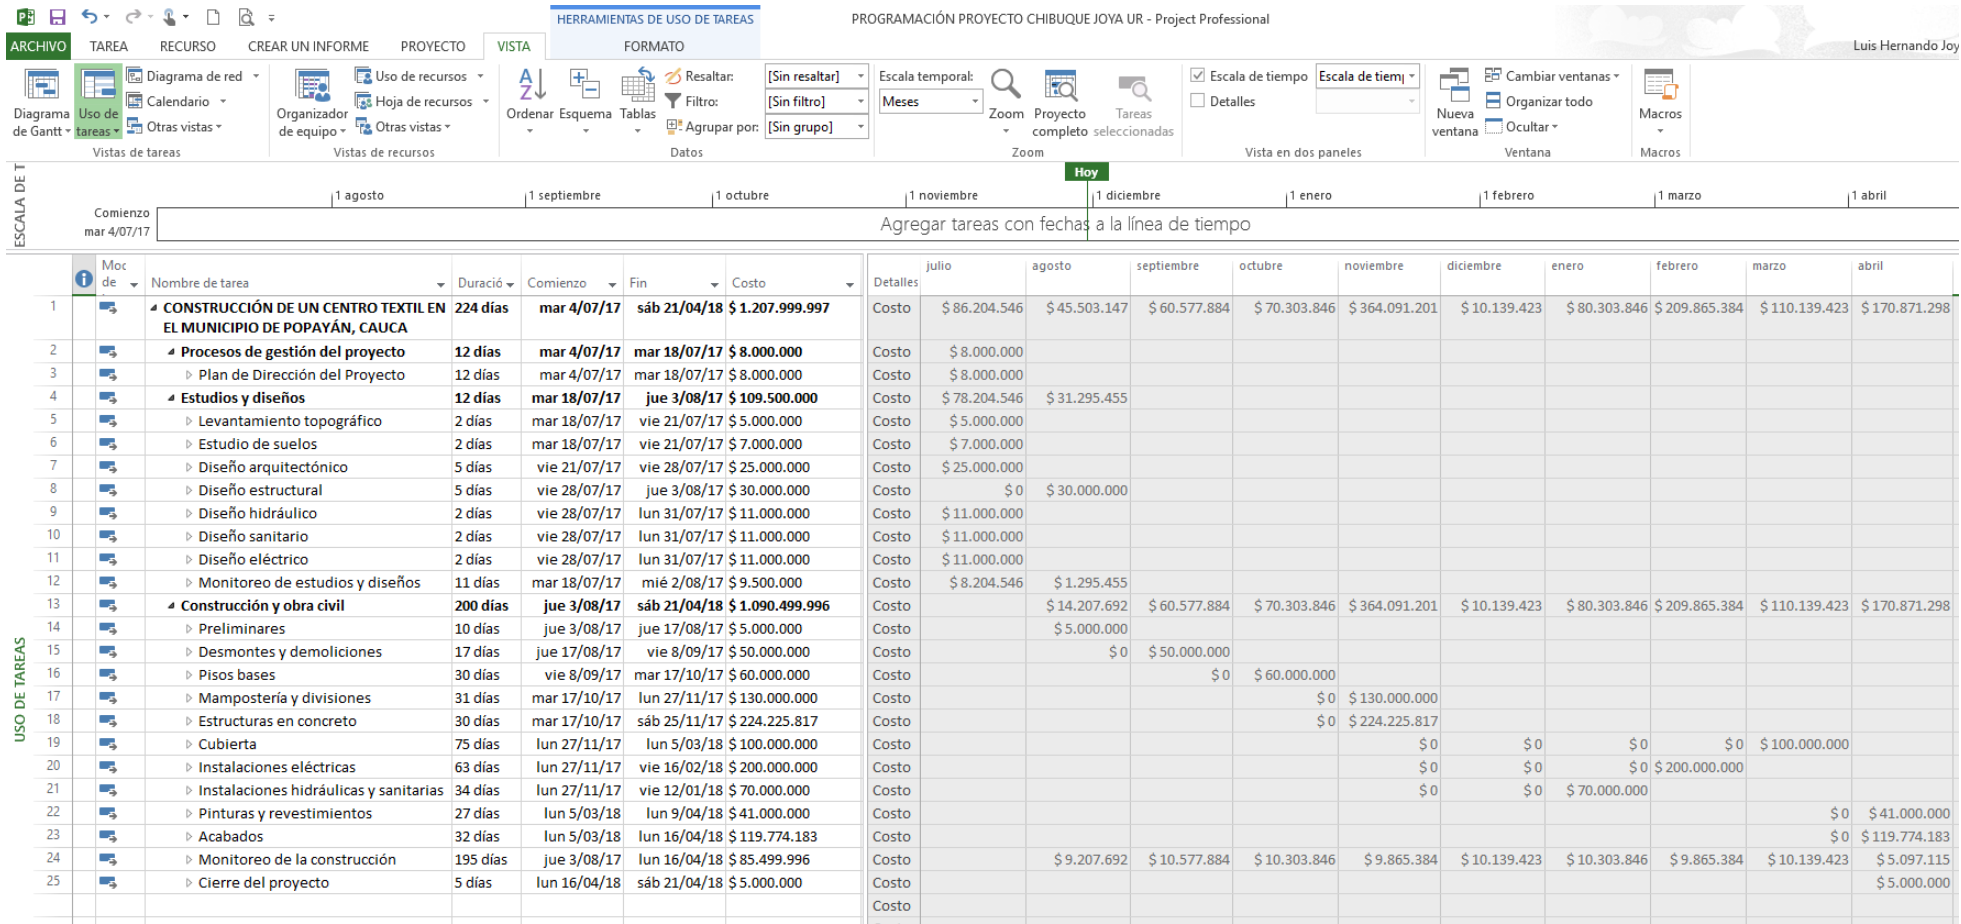 HERRAMIENTAS DE USO DE TAREAS
PROGRAMACIÓN PROYECTO CHIBUQUE JOYA UR - Project Professional
ARCHIVO TAREA RECURSO CREAR UN INFORME PROYECTO VISTA FORMATO Luis Hernando Joy
Diagrama de Gantt
Uso de tareas
Diagrama de red
Calendario
Otras vistas
Vistas de tareas
Organizador de equipo
Uso de recursos
Hoja de recursos
Otras vistas
Vistas de recursos
Ordenar Esquema Tablas
Resaltar: [Sin resaltar]
Filtro: [Sin filtro]
Agrupar por: [Sin grupo]
Datos
Escala temporal:
Meses
Zoom Proyecto completo Tareas seleccionadas
Zoom
Escala de tiempo Escala de tiem
Detalles
Vista en dos paneles
Nueva ventana
Cambiar ventanas
Organizar todo
Ocultar
Ventana
Macros
Macros
ESCALA DE T
Hoy
1 agosto 1 septiembre 1 octubre 1 noviembre 1 diciembre 1 enero 1 febrero 1 marzo 1 abril
Comienzo
mar 4/07/17
Agregar tareas con fechas a la línea de tiempo
USO DE TAREAS
Moc de Nombre de tarea Duració Comienzo Fin Costo Detalles julio agosto septiembre octubre noviembre diciembre enero febrero marzo abril
1 CONSTRUCCIÓN DE UN CENTRO TEXTIL EN 224 días mar 4/07/17 sáb 21/04/18 $ 1.207.999.997 Costo $ 86.204.546 $ 45.503.147 $ 60.577.884 $ 70.303.846 $ 364.091.201 $ 10.139.423 $ 80.303.846 $ 209.865.384 $ 110.139.423 $ 170.871.298
EL MUNICIPIO DE POPAYÁN, CAUCA
2 Procesos de gestión del proyecto 12 días mar 4/07/17 mar 18/07/17 $ 8.000.000 Costo $ 8.000.000
3 Plan de Dirección del Proyecto 12 días mar 4/07/17 mar 18/07/17 $ 8.000.000 Costo $ 8.000.000
4 Estudios y diseños 12 días mar 18/07/17 jue 3/08/17 $ 109.500.000 Costo $ 78.204.546 $ 31.295.455
5 Levantamiento topográfico 2 días mar 18/07/17 vie 21/07/17 $ 5.000.000 Costo $ 5.000.000
6 Estudio de suelos 2 días mar 18/07/17 vie 21/07/17 $ 7.000.000 Costo $ 7.000.000
7 Diseño arquitectónico 5 días vie 21/07/17 vie 28/07/17 $ 25.000.000 Costo $ 25.000.000
8 Diseño estructural 5 días vie 28/07/17 jue 3/08/17 $ 30.000.000 Costo $ 0 $ 30.000.000
9 Diseño hidráulico 2 días vie 28/07/17 lun 31/07/17 $ 11.000.000 Costo $ 11.000.000
10 Diseño sanitario 2 días vie 28/07/17 lun 31/07/17 $ 11.000.000 Costo $ 11.000.000
11 Diseño eléctrico 2 días vie 28/07/17 lun 31/07/17 $ 11.000.000 Costo $ 11.000.000
12 Monitoreo de estudios y diseños 11 días mar 18/07/17 mié 2/08/17 $ 9.500.000 Costo $ 8.204.546 $ 1.295.455
13 Construcción y obra civil 200 días jue 3/08/17 sáb 21/04/18 $ 1.090.499.996 Costo $ 14.207.692 $ 60.577.884 $ 70.303.846 $ 364.091.201 $ 10.139.423 $ 80.303.846 $ 209.865.384 $ 110.139.423 $ 170.871.298
14 Preliminares 10 días jue 3/08/17 jue 17/08/17 $ 5.000.000 Costo $ 5.000.000
15 Desmontes y demoliciones 17 días jue 17/08/17 vie 8/09/17 $ 50.000.000 Costo $ 0 $ 50.000.000
16 Pisos bases 30 días vie 8/09/17 mar 17/10/17 $ 60.000.000 Costo $ 0 $ 60.000.000
17 Mampostería y divisiones 31 días mar 17/10/17 lun 27/11/17 $ 130.000.000 Costo $ 0 $ 130.000.000
18 Estructuras en concreto 30 días mar 17/10/17 sáb 25/11/17 $ 224.225.817 Costo $ 0 $ 224.225.817
19 Cubierta 75 días lun 27/11/17 lun 5/03/18 $ 100.000.000 Costo $ 0 $ 0 $ 0 $ 0 $ 100.000.000
20 Instalaciones eléctricas 63 días lun 27/11/17 vie 16/02/18 $ 200.000.000 Costo $ 0 $ 0 $ 0 $ 200.000.000
21 Instalaciones hidráulicas y sanitarias 34 días lun 27/11/17 vie 12/01/18 $ 70.000.000 Costo $ 0 $ 0 $ 70.000.000
22 Pinturas y revestimientos 27 días lun 5/03/18 lun 9/04/18 $ 41.000.000 Costo $ 0 $ 41.000.000
23 Acabados 32 días lun 5/03/18 lun 16/04/18 $ 119.774.183 Costo $ 0 $ 119.774.183
24 Monitoreo de la construcción 195 días jue 3/08/17 lun 16/04/18 $ 85.499.996 Costo $ 9.207.692 $ 10.577.884 $ 10.303.846 $ 9.865.384 $ 10.139.423 $ 10.303.846 $ 9.865.384 $ 10.139.423 $ 5.097.115
25 Cierre del proyecto 5 días lun 16/04/18 sáb 21/04/18 $ 5.000.000 Costo $ 5.000.000
Costo